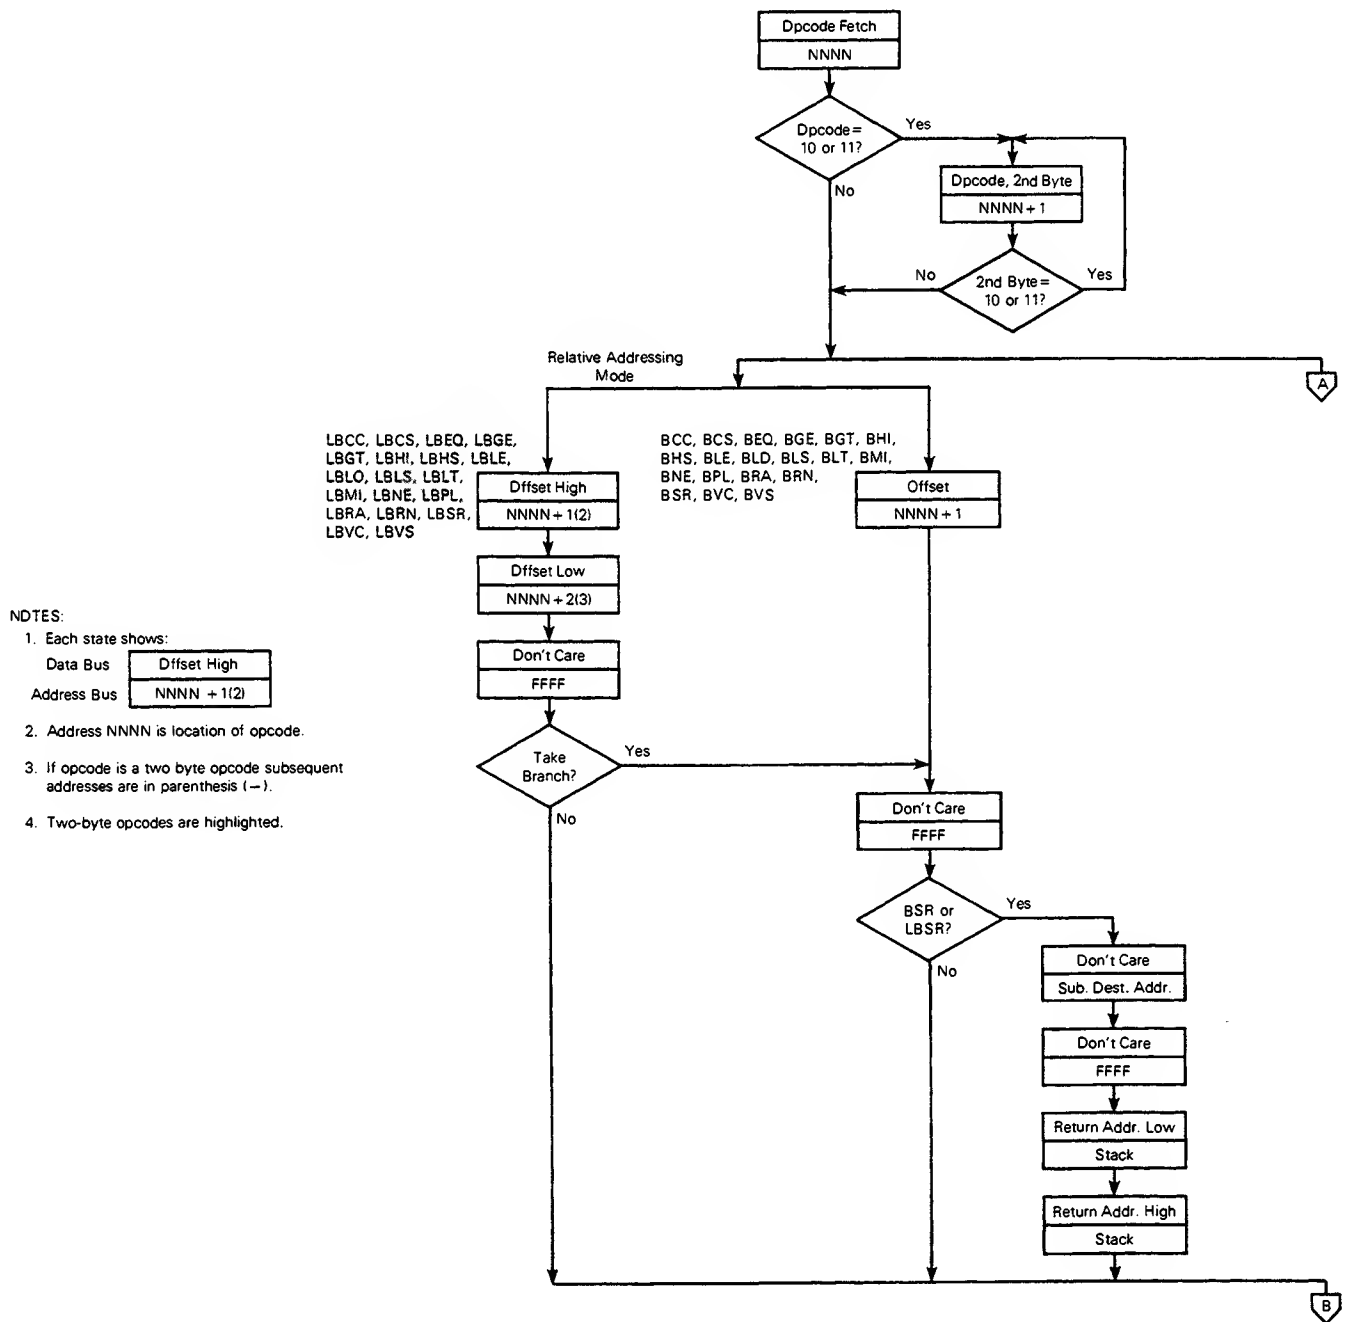 Dpcode Fetch
NNNN
Dpcode=
10 or 11?
Yes
No
Dpcode, 2nd Byte
NNNN + 1
2nd Byte=
10 or 11?
No
Yes
A
Relative Addressing
Mode
LBCC, LBCS, LBEQ, LBGE,
LBGT, LBHI, LBHS, LBLE,
LBLO, LBLS, LBLT,
LBMI, LBNE, LBPL,
LBRA, LBRN, LBSR,
LBVC, LBVS
Dffset High
NNNN + 1(2)
Dffset Low
NNNN + 2(3)
Don't Care
FFFF
Take
Branch?
Yes
No
BCC, BCS, BEQ, BGE, BGT, BHI,
BHS, BLE, BLD, BLS, BLT, BMI,
BNE, BPL, BRA, BRN,
BSR, BVC, BVS
Offset
NNNN + 1
Don't Care
FFFF
BSR or
LBSR?
Yes
No
Don't Care
Sub. Dest. Addr.
Don't Care
FFFF
Return Addr. Low
Stack
Return Addr. High
Stack
B
NDTES:
1. Each state shows:
Data Bus Dffset High
Address Bus NNNN + 1(2)
2. Address NNNN is location of opcode.
3. If opcode is a two byte opcode subsequent
addresses are in parenthesis (—).
4. Two-byte opcodes are highlighted.